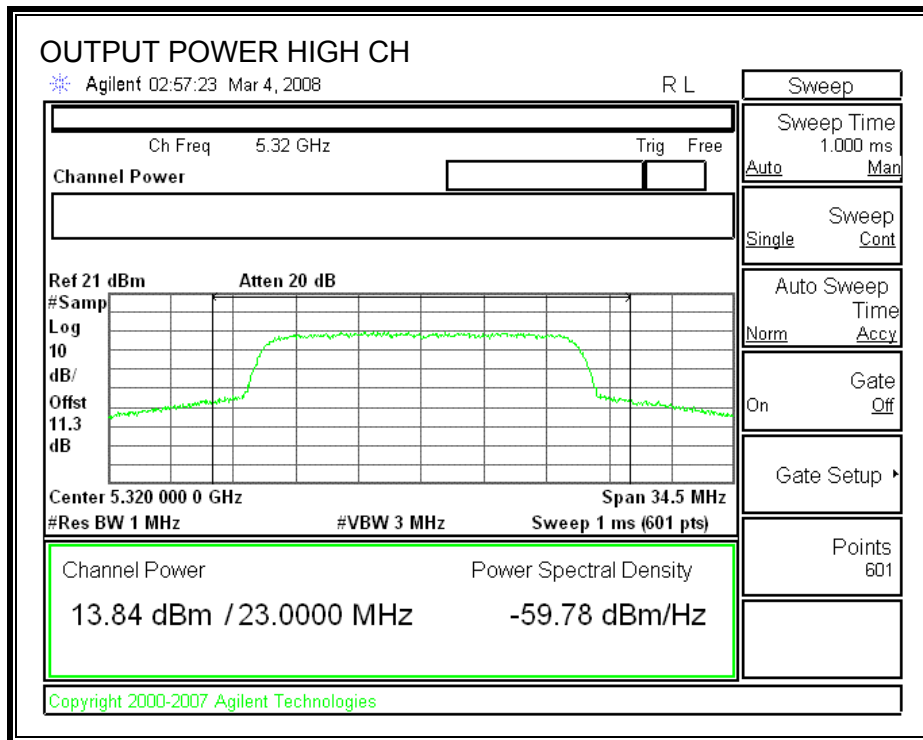 OUTPUT POWER HIGH CH
Agilent 02:57:23 Mar 4, 2008 R L
Ch Freq 5.32 GHz Trig Free
Channel Power
Ref 21 dBm Atten 20 dB
#Samp
Log
10
dB/
Offst
11.3
dB
Center 5.320 000 0 GHz Span 34.5 MHz
#Res BW 1 MHz #VBW 3 MHz Sweep 1 ms (601 pts)
Channel Power Power Spectral Density
13.84 dBm / 23.0000 MHz -59.78 dBm/Hz
Copyright 2000-2007 Agilent Technologies
Sweep
Sweep Time
1.000 ms
Auto Man
Sweep
Single Cont
Auto Sweep
Time
Norm Accy
Gate
On Off
Gate Setup
Points
601